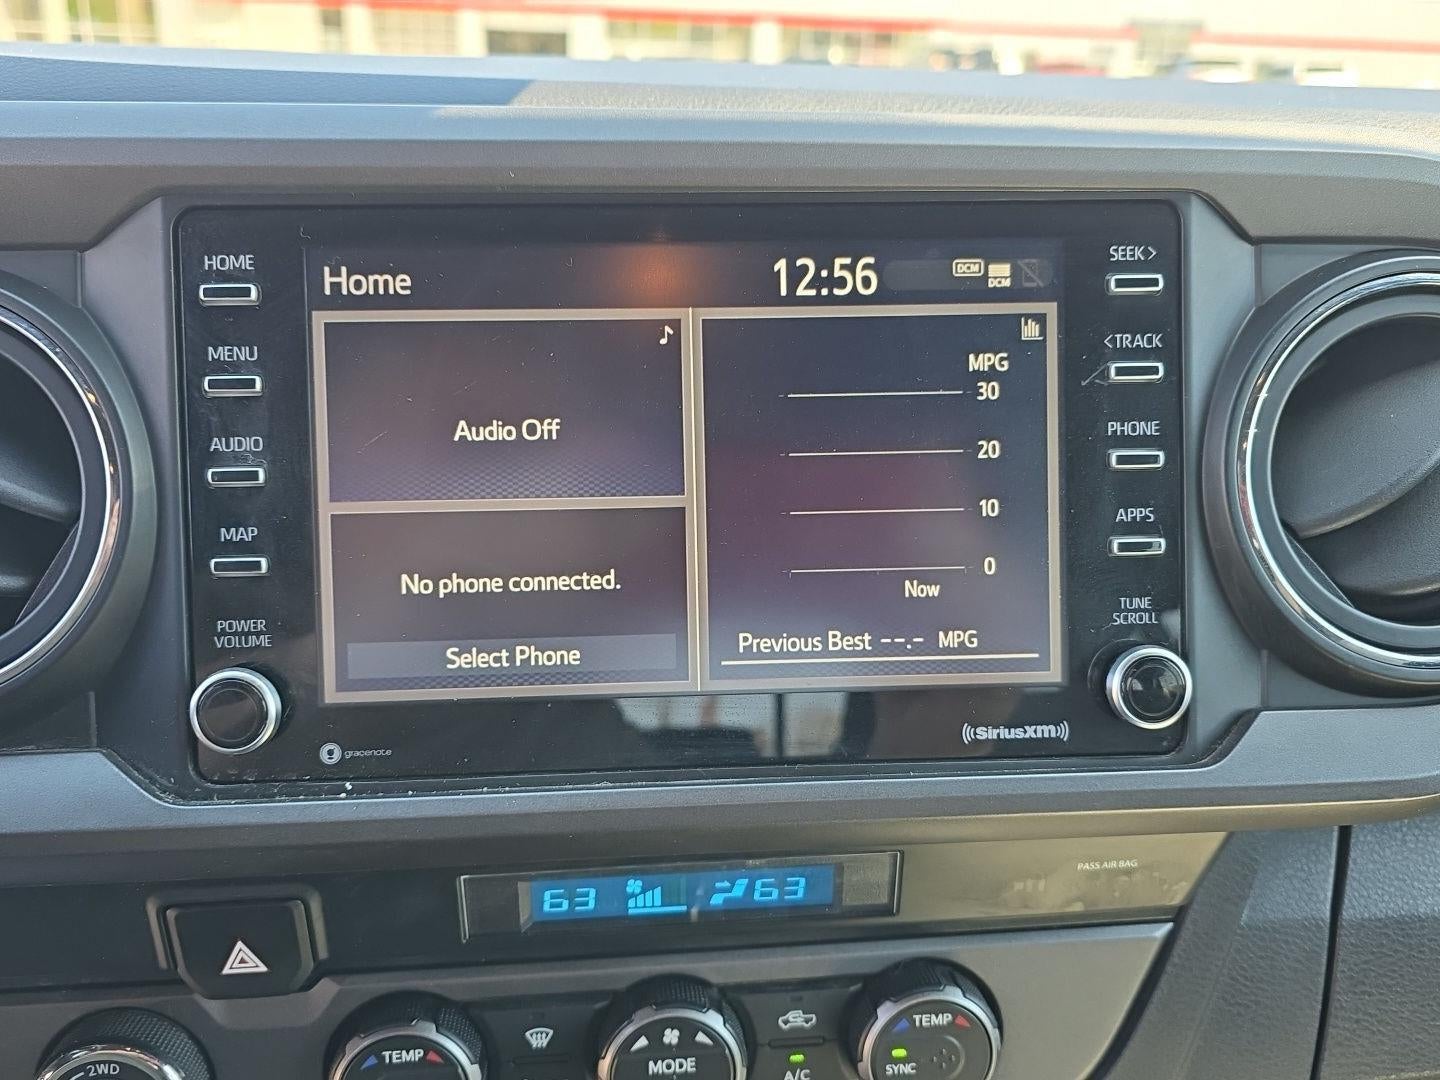 HOME
MENU
AUDIO
MAP
POWER
VOLUME
Home
12:56
DCM
DCM
Audio Off
No phone connected.
Select Phone
MPG
30
20
10
0
Now
Previous Best --.- MPG
SEEK>
<TRACK
PHONE
APPS
TUNE
SCROLL
gracenote
SiriusXM
PASS AIR BAG
63
63
2WD
TEMP
MODE
A/C
TEMP
SYNC